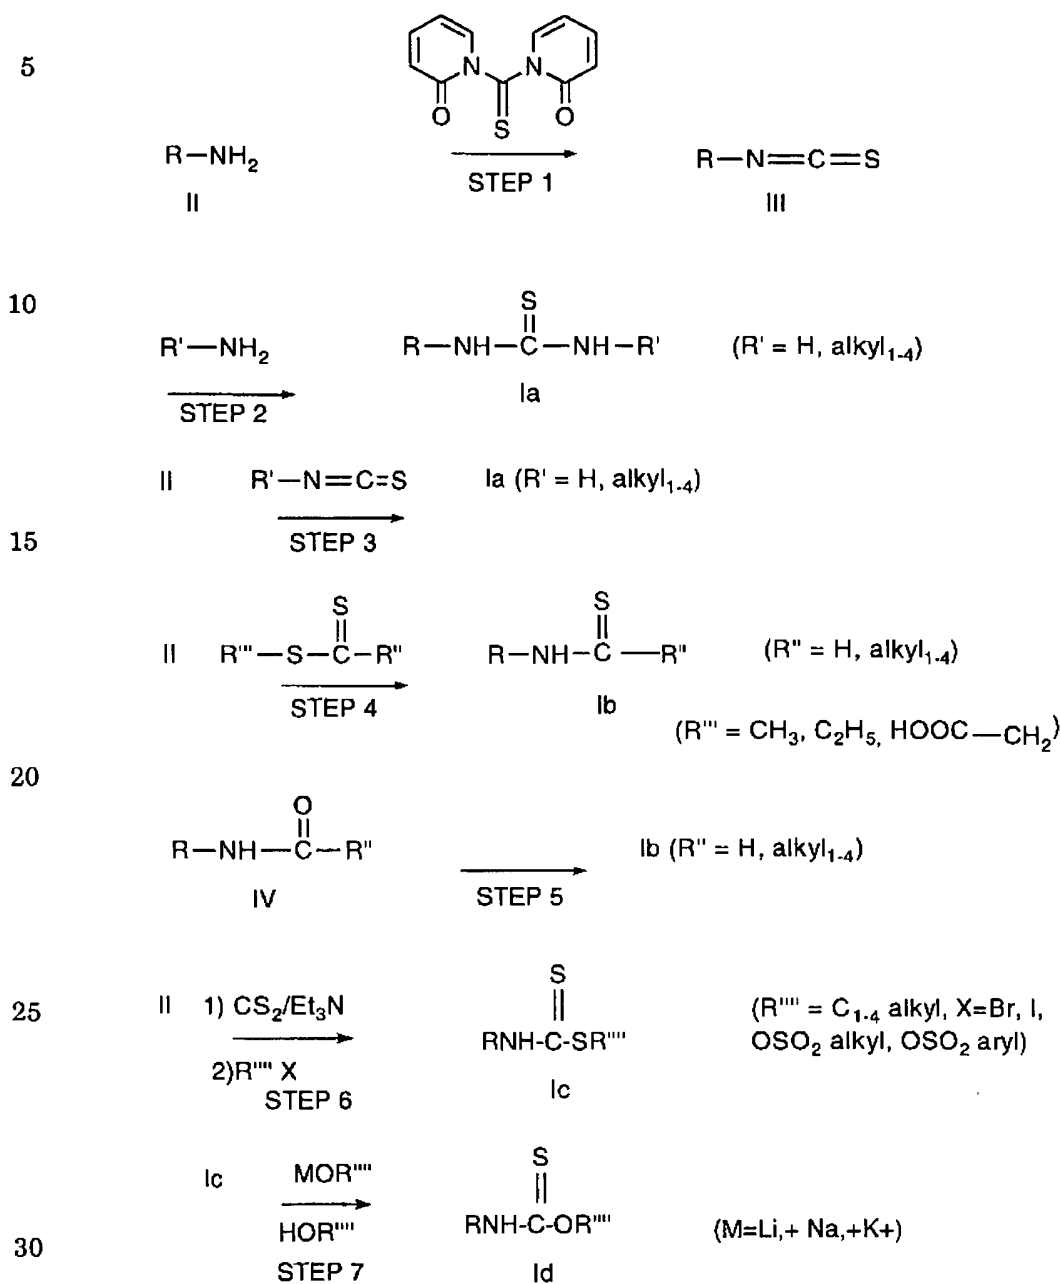 5
N N
O S O
R—NH2
STEP 1
R—N=C=S
II
III
10
S
R'—NH2
R—NH—C—NH—R'
(R' = H, alkyl1-4)
Ia
STEP 2
II R'—N=C=S Ia (R' = H, alkyl1-4)
15
STEP 3
S S
II R''''—S—C—R" R—NH—C—R" (R" = H, alkyl1-4)
STEP 4
Ib
(R''' = CH3, C2H5, HOOC—CH2)
20
O
R—NH—C—R"
Ib (R" = H, alkyl1-4)
IV
STEP 5
S
25
II 1) CS2/Et3N
(R'''' = C1-4 alkyl, X=Br, I,
RNH-C-SR''''
OSO2 alkyl, OSO2 aryl)
2)R'''' X
STEP 6
Ic
S
Ic MOR''''
HOR''''
RNH-C-OR''''
(M=Li,+ Na,+K+)
30
STEP 7
Id